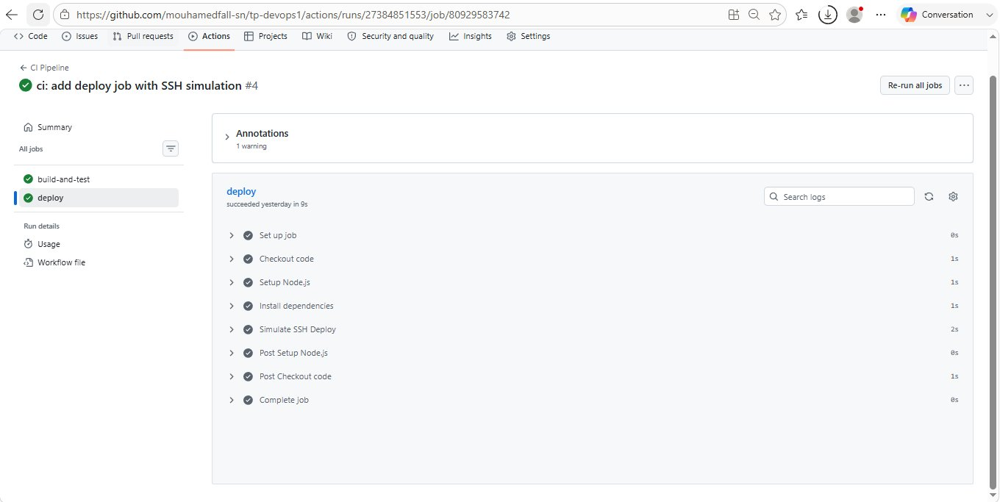 https://github.com/mouhamedfall-sn/tp-devops1/actions/runs/27384851553/job/80929583742
Conversation
Code Issues Pull requests Actions Projects Wiki Security and quality Insights Settings
CI Pipeline
ci: add deploy job with SSH simulation #4
Re-run all jobs
Summary
All jobs
build-and-test
deploy
Run details
Usage
Workflow file
Annotations
1 warning
deploy
succeeded yesterday in 9s
Search logs
Set up job 0s
Checkout code 1s
Setup Node.js 1s
Install dependencies 1s
Simulate SSH Deploy 2s
Post Setup Node.js 0s
Post Checkout code 1s
Complete job 0s